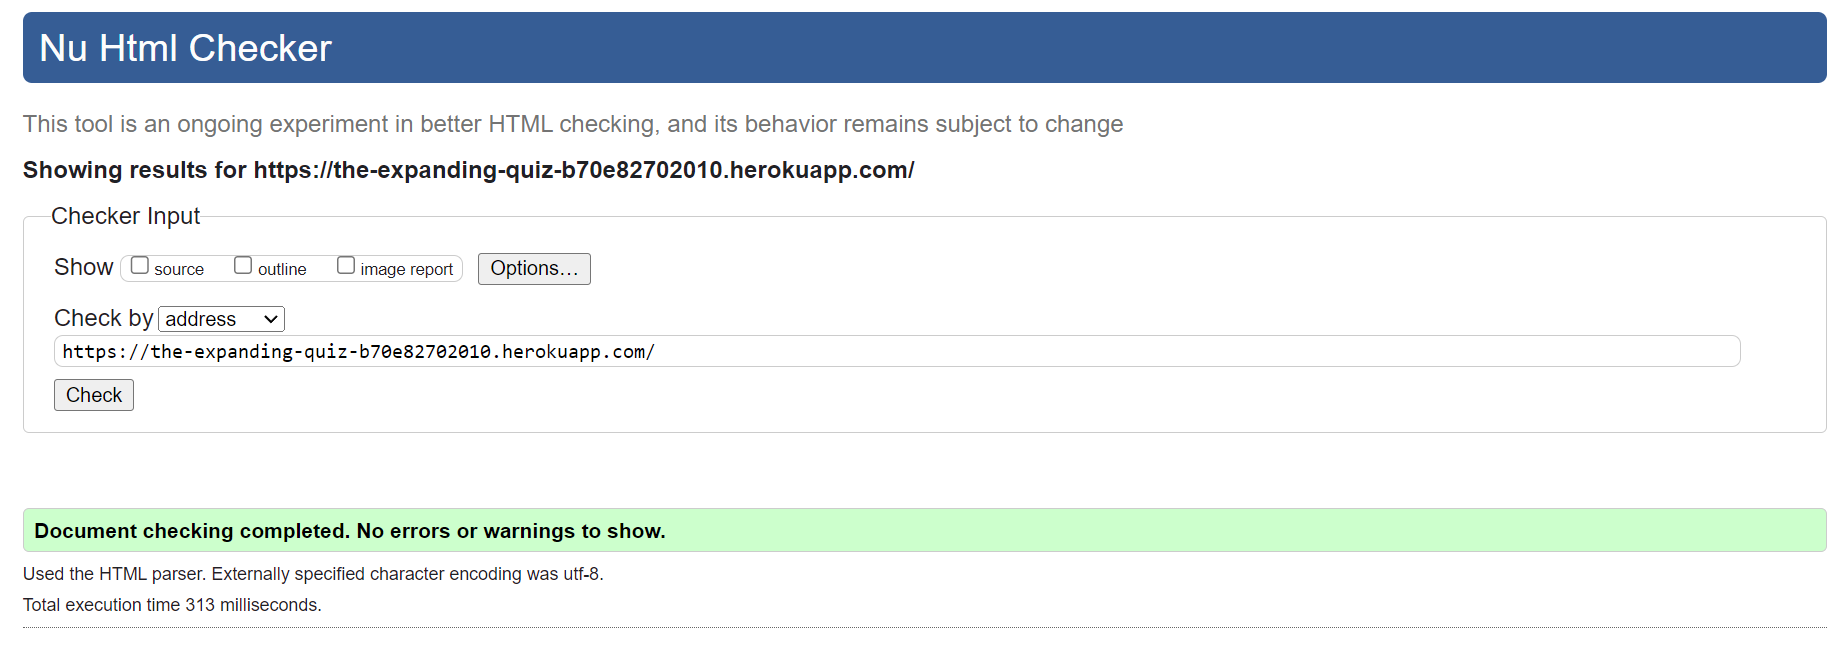 Nu Html Checker
This tool is an ongoing experiment in better HTML checking, and its behavior remains subject to change
Showing results for https://the-expanding-quiz-b70e82702010.herokuapp.com/
Checker Input
Show source outline image report Options...
Check by address
https://the-expanding-quiz-b70e82702010.herokuapp.com/
Check
Document checking completed. No errors or warnings to show.
Used the HTML parser. Externally specified character encoding was utf-8.
Total execution time 313 milliseconds.